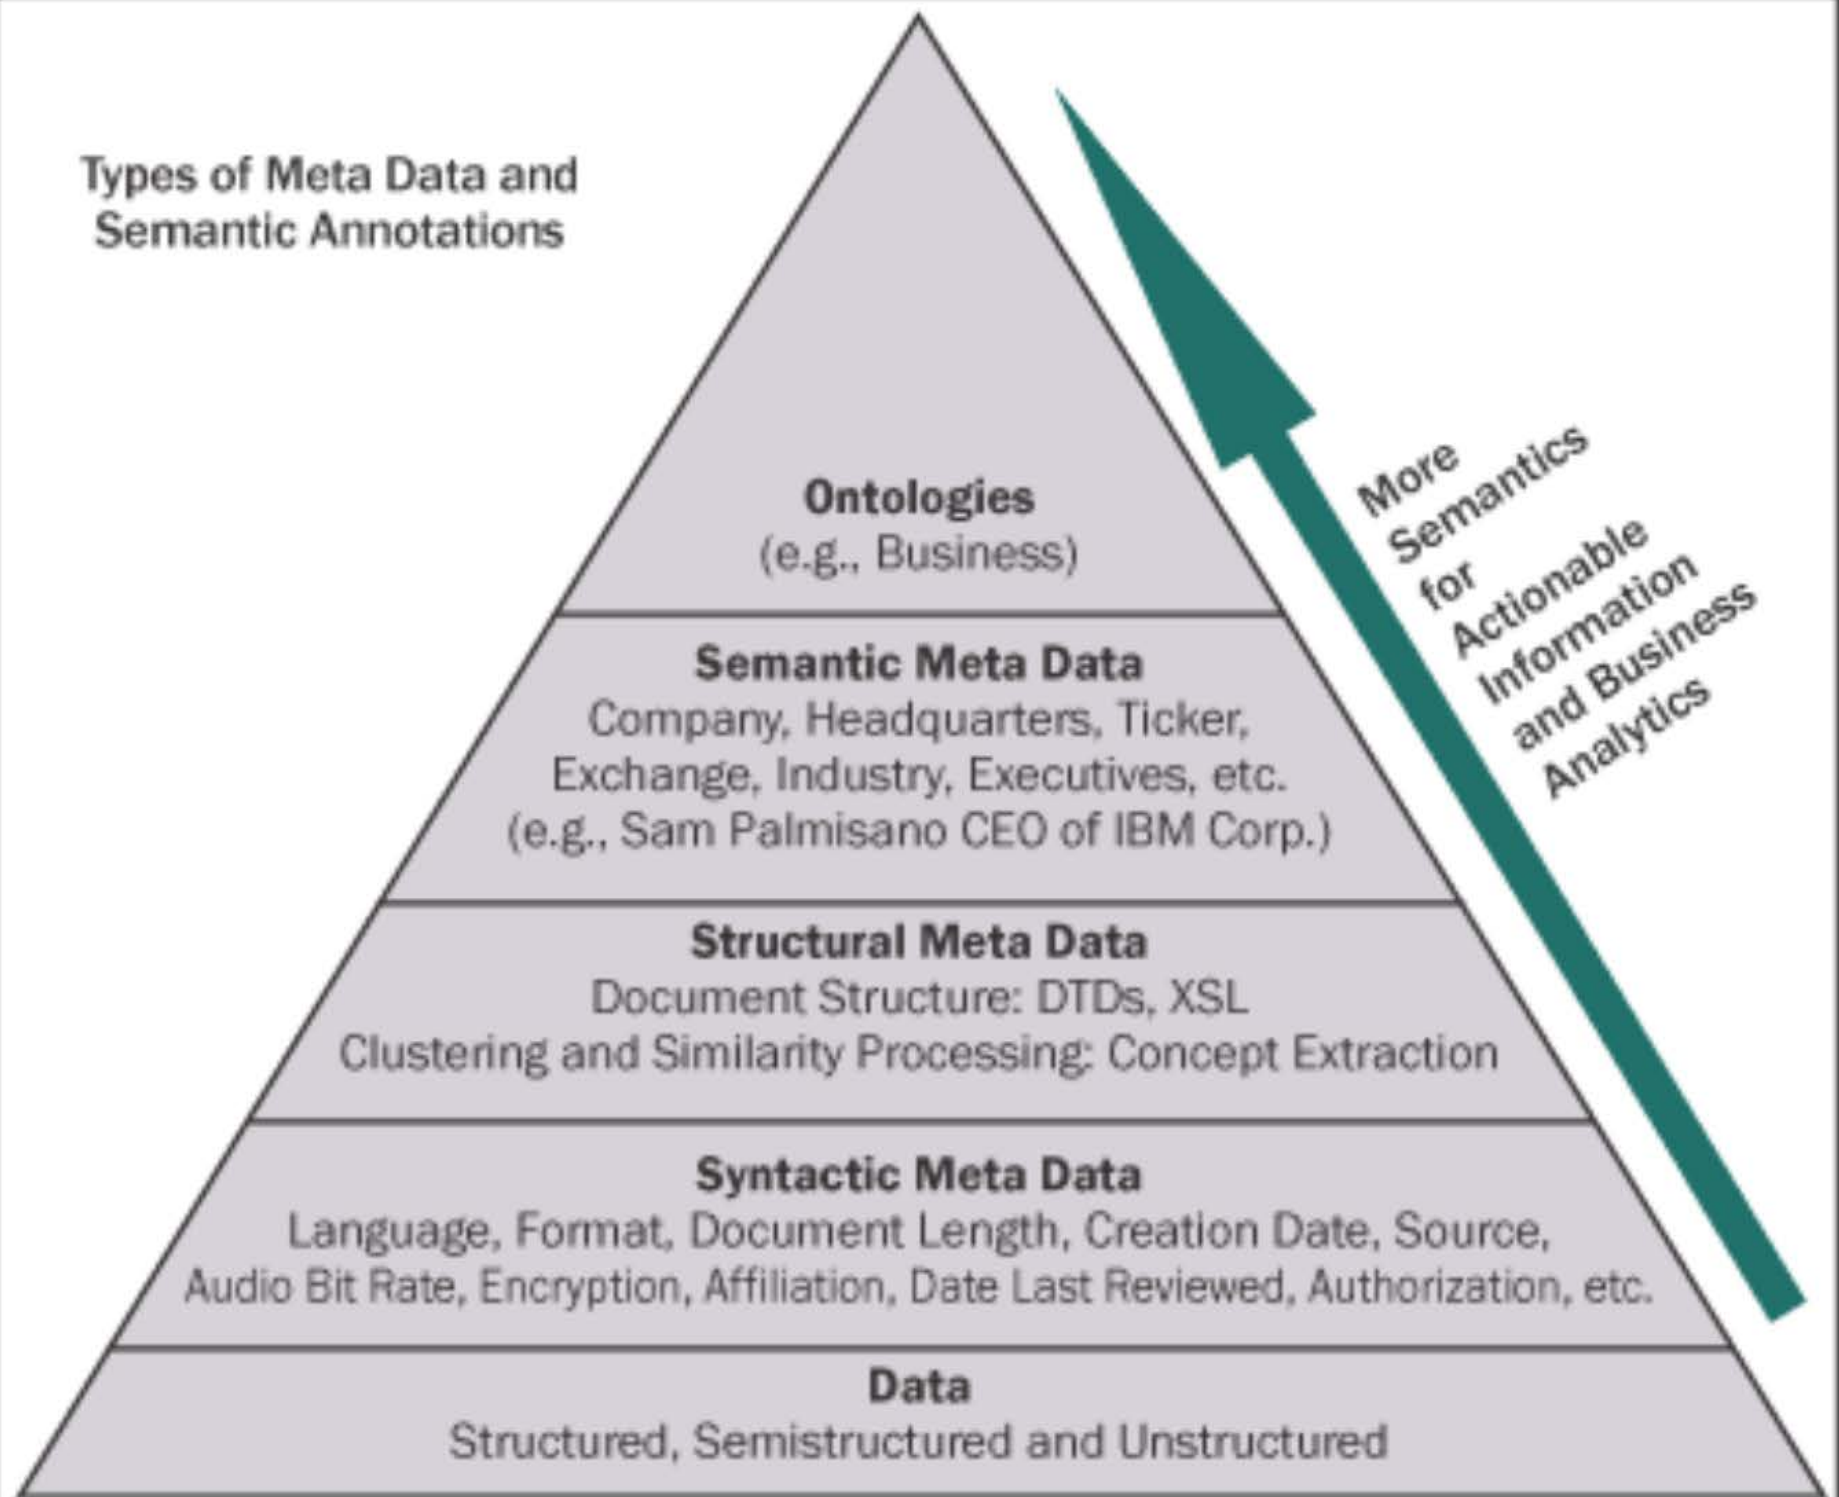 Types of Meta Data and
Semantic Annotations
Ontologies
(e.g., Business)
Semantic Meta Data
Company, Headquarters, Ticker,
Exchange, Industry, Executives, etc.
(e.g., Sam Palmisano CEO of IBM Corp.)
Structural Meta Data
Document Structure: DTDs, XSL
Clustering and Similarity Processing: Concept Extraction
Syntactic Meta Data
Language, Format, Document Length, Creation Date, Source,
Audio Bit Rate, Encryption, Affiliation, Date Last Reviewed, Authorization, etc.
Data
Structured, Semistructured and Unstructured
More
Semantics
for
Actionable
Information
and Business
Analytics